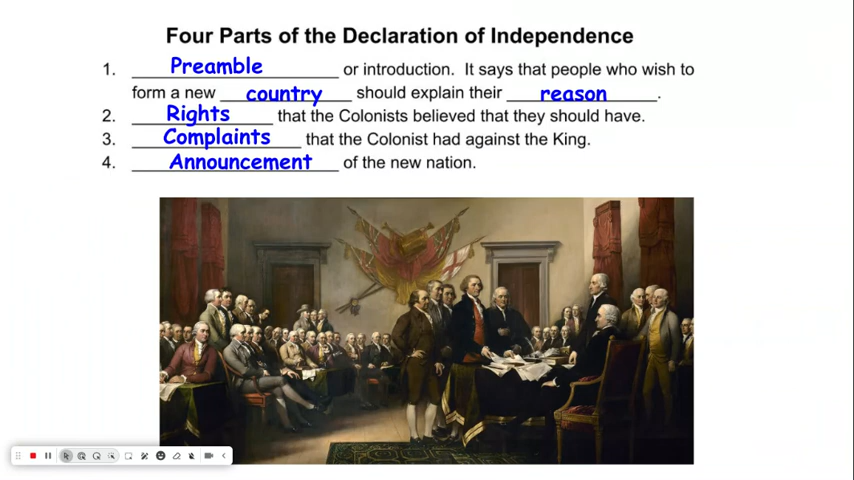 Four Parts of the Declaration of Independence
1. Preamble or introduction. It says that people who wish to
form a new country should explain their reason.
2. Rights that the Colonists believed that they should have.
3. Complaints that the Colonist had against the King.
4. Announcement of the new nation.